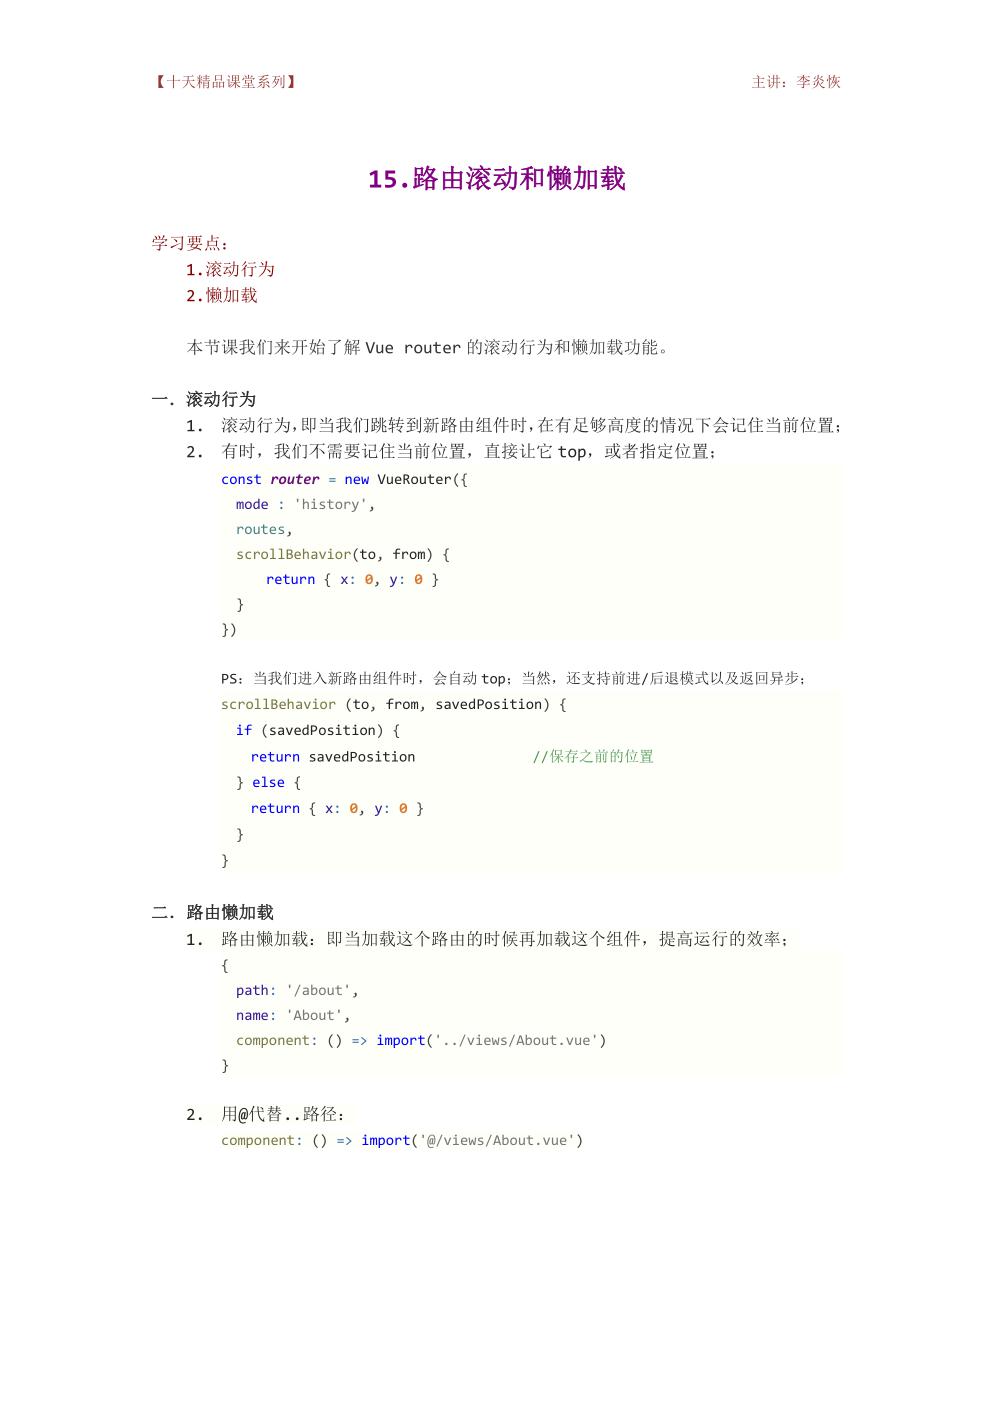 【十天精品课堂系列】 主讲：李炎恢
15.路由滚动和懒加载
学习要点：
1.滚动行为
2.懒加载
本节课我们来开始了解 Vue router 的滚动行为和懒加载功能。
一．滚动行为
1． 滚动行为，即当我们跳转到新路由组件时，在有足够高度的情况下会记住当前位置；
2． 有时，我们不需要记住当前位置，直接让它 top，或者指定位置；
const router = new VueRouter({
  mode : 'history',
  routes,
  scrollBehavior(to, from) {
      return { x: 0, y: 0 }
  }
})
PS：当我们进入新路由组件时，会自动 top；当然，还支持前进/后退模式以及返回异步；
scrollBehavior (to, from, savedPosition) {
  if (savedPosition) {
    return savedPosition //保存之前的位置
  } else {
    return { x: 0, y: 0 }
  }
}
二．路由懒加载
1． 路由懒加载：即当加载这个路由的时候再加载这个组件，提高运行的效率；
{
  path: '/about',
  name: 'About',
  component: () => import('../views/About.vue')
}
2． 用@代替..路径：
component: () => import('@/views/About.vue')